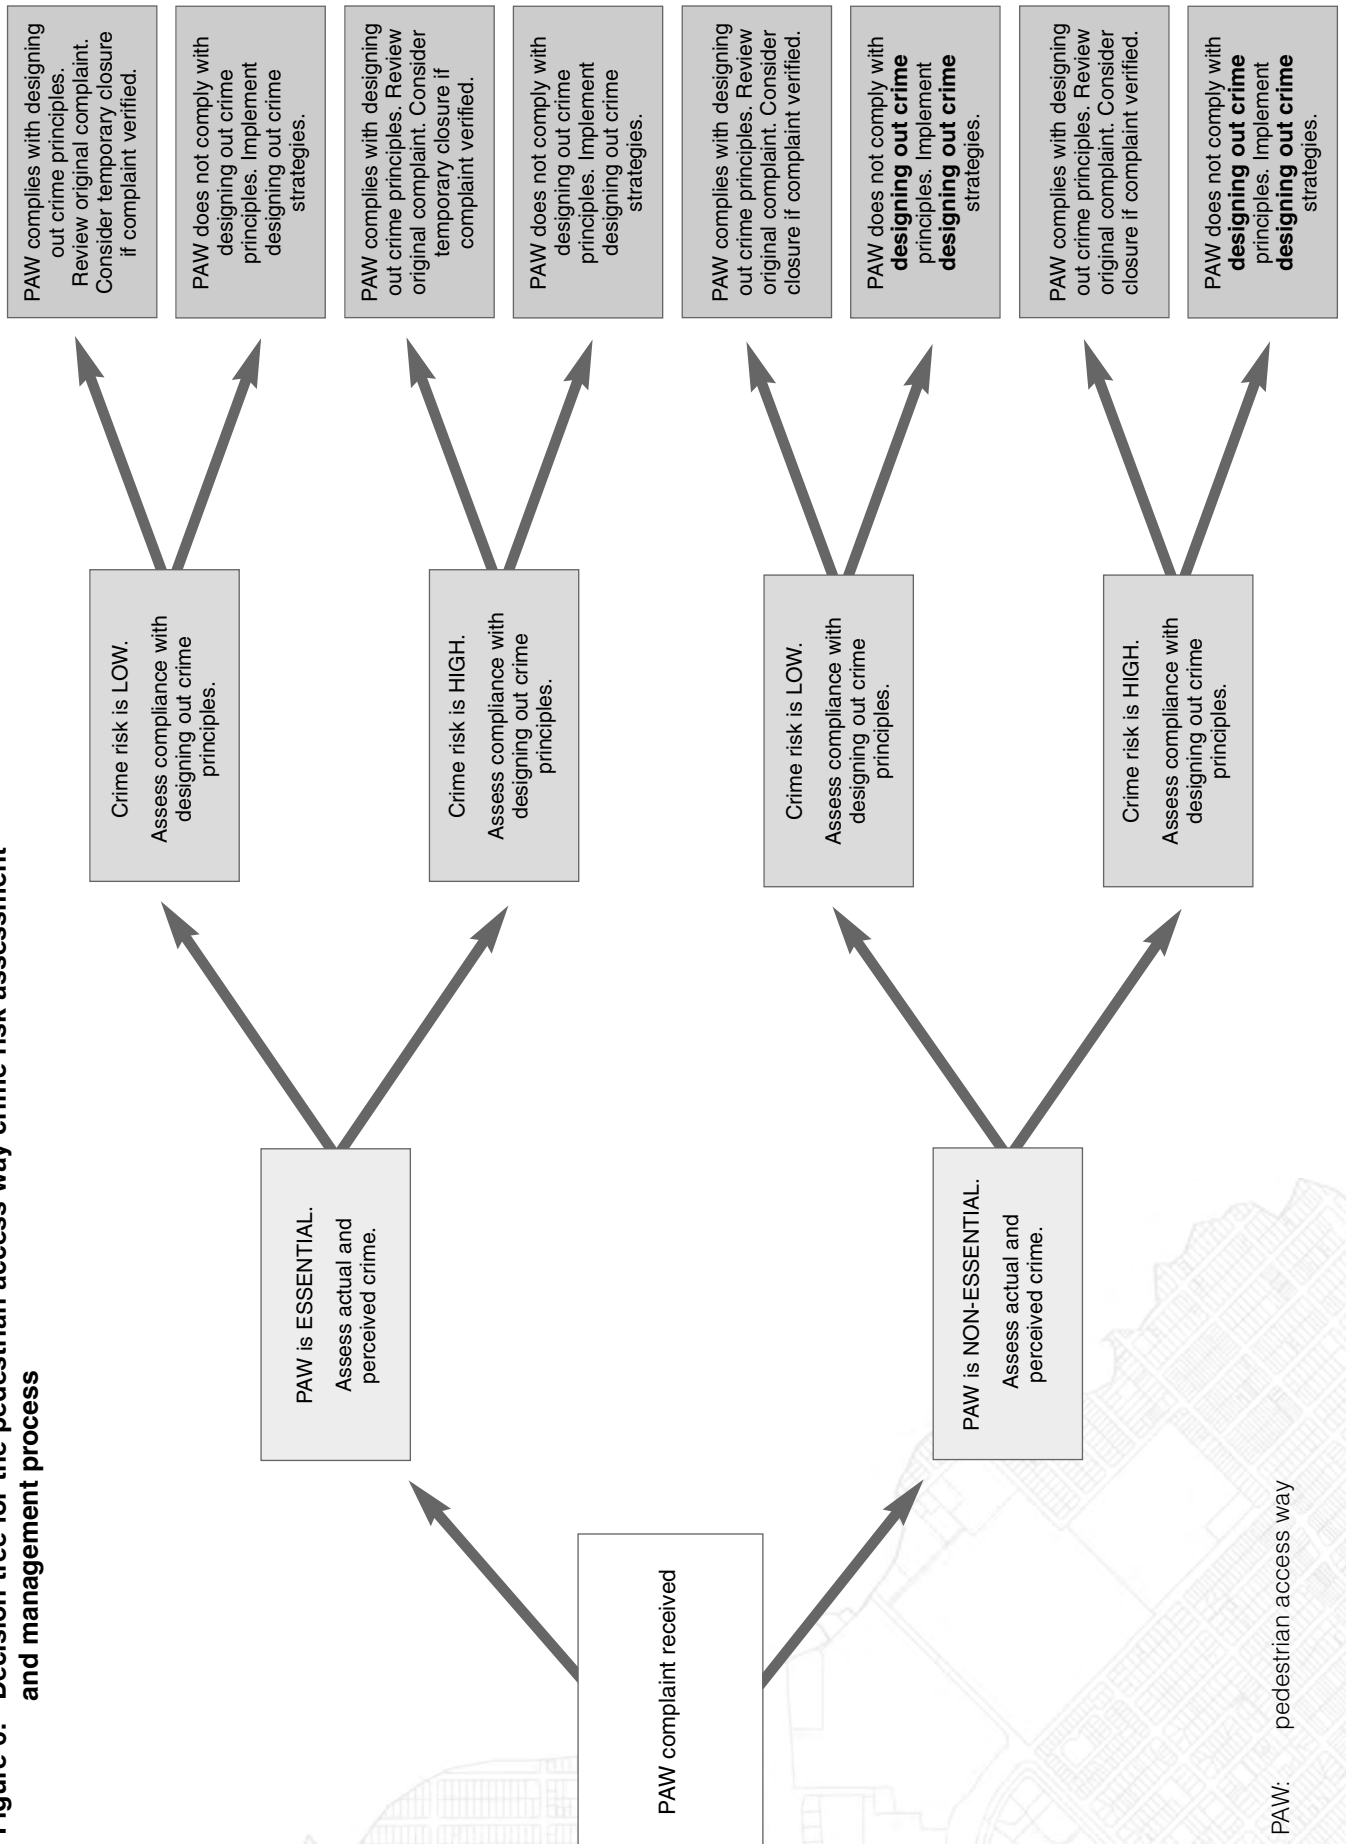 Figure Decision tree for the pedestrian access way crime risk assessment
and management process
PAW complaint received
PAW is ESSENTIAL.
Assess actual and
perceived crime.
PAW is NON-ESSENTIAL.
Assess actual and
perceived crime.
Crime risk is LOW.
Assess compliance with
designing out crime
principles.
Crime risk is HIGH.
Assess compliance with
designing out crime
principles.
Crime risk is LOW.
Assess compliance with
designing out crime
principles.
Crime risk is HIGH.
Assess compliance with
designing out crime
principles.
PAW complies with designing
out crime principles.
Review original complaint.
Consider temporary closure
if complaint verified.
PAW does not comply with
designing out crime
principles. Implement
designing out crime
strategies.
PAW complies with designing
out crime principles. Review
original complaint. Consider
temporary closure if
complaint verified.
PAW does not comply with
designing out crime
principles. Implement
designing out crime
strategies.
PAW complies with designing
out crime principles. Review
original complaint. Consider
closure if complaint verified.
PAW does not comply with
designing out crime
principles. Implement
designing out crime
strategies.
PAW complies with designing
out crime principles. Review
original complaint. Consider
closure if complaint verified.
PAW does not comply with
designing out crime
principles. Implement
designing out crime
strategies.
PAW: pedestrian access way